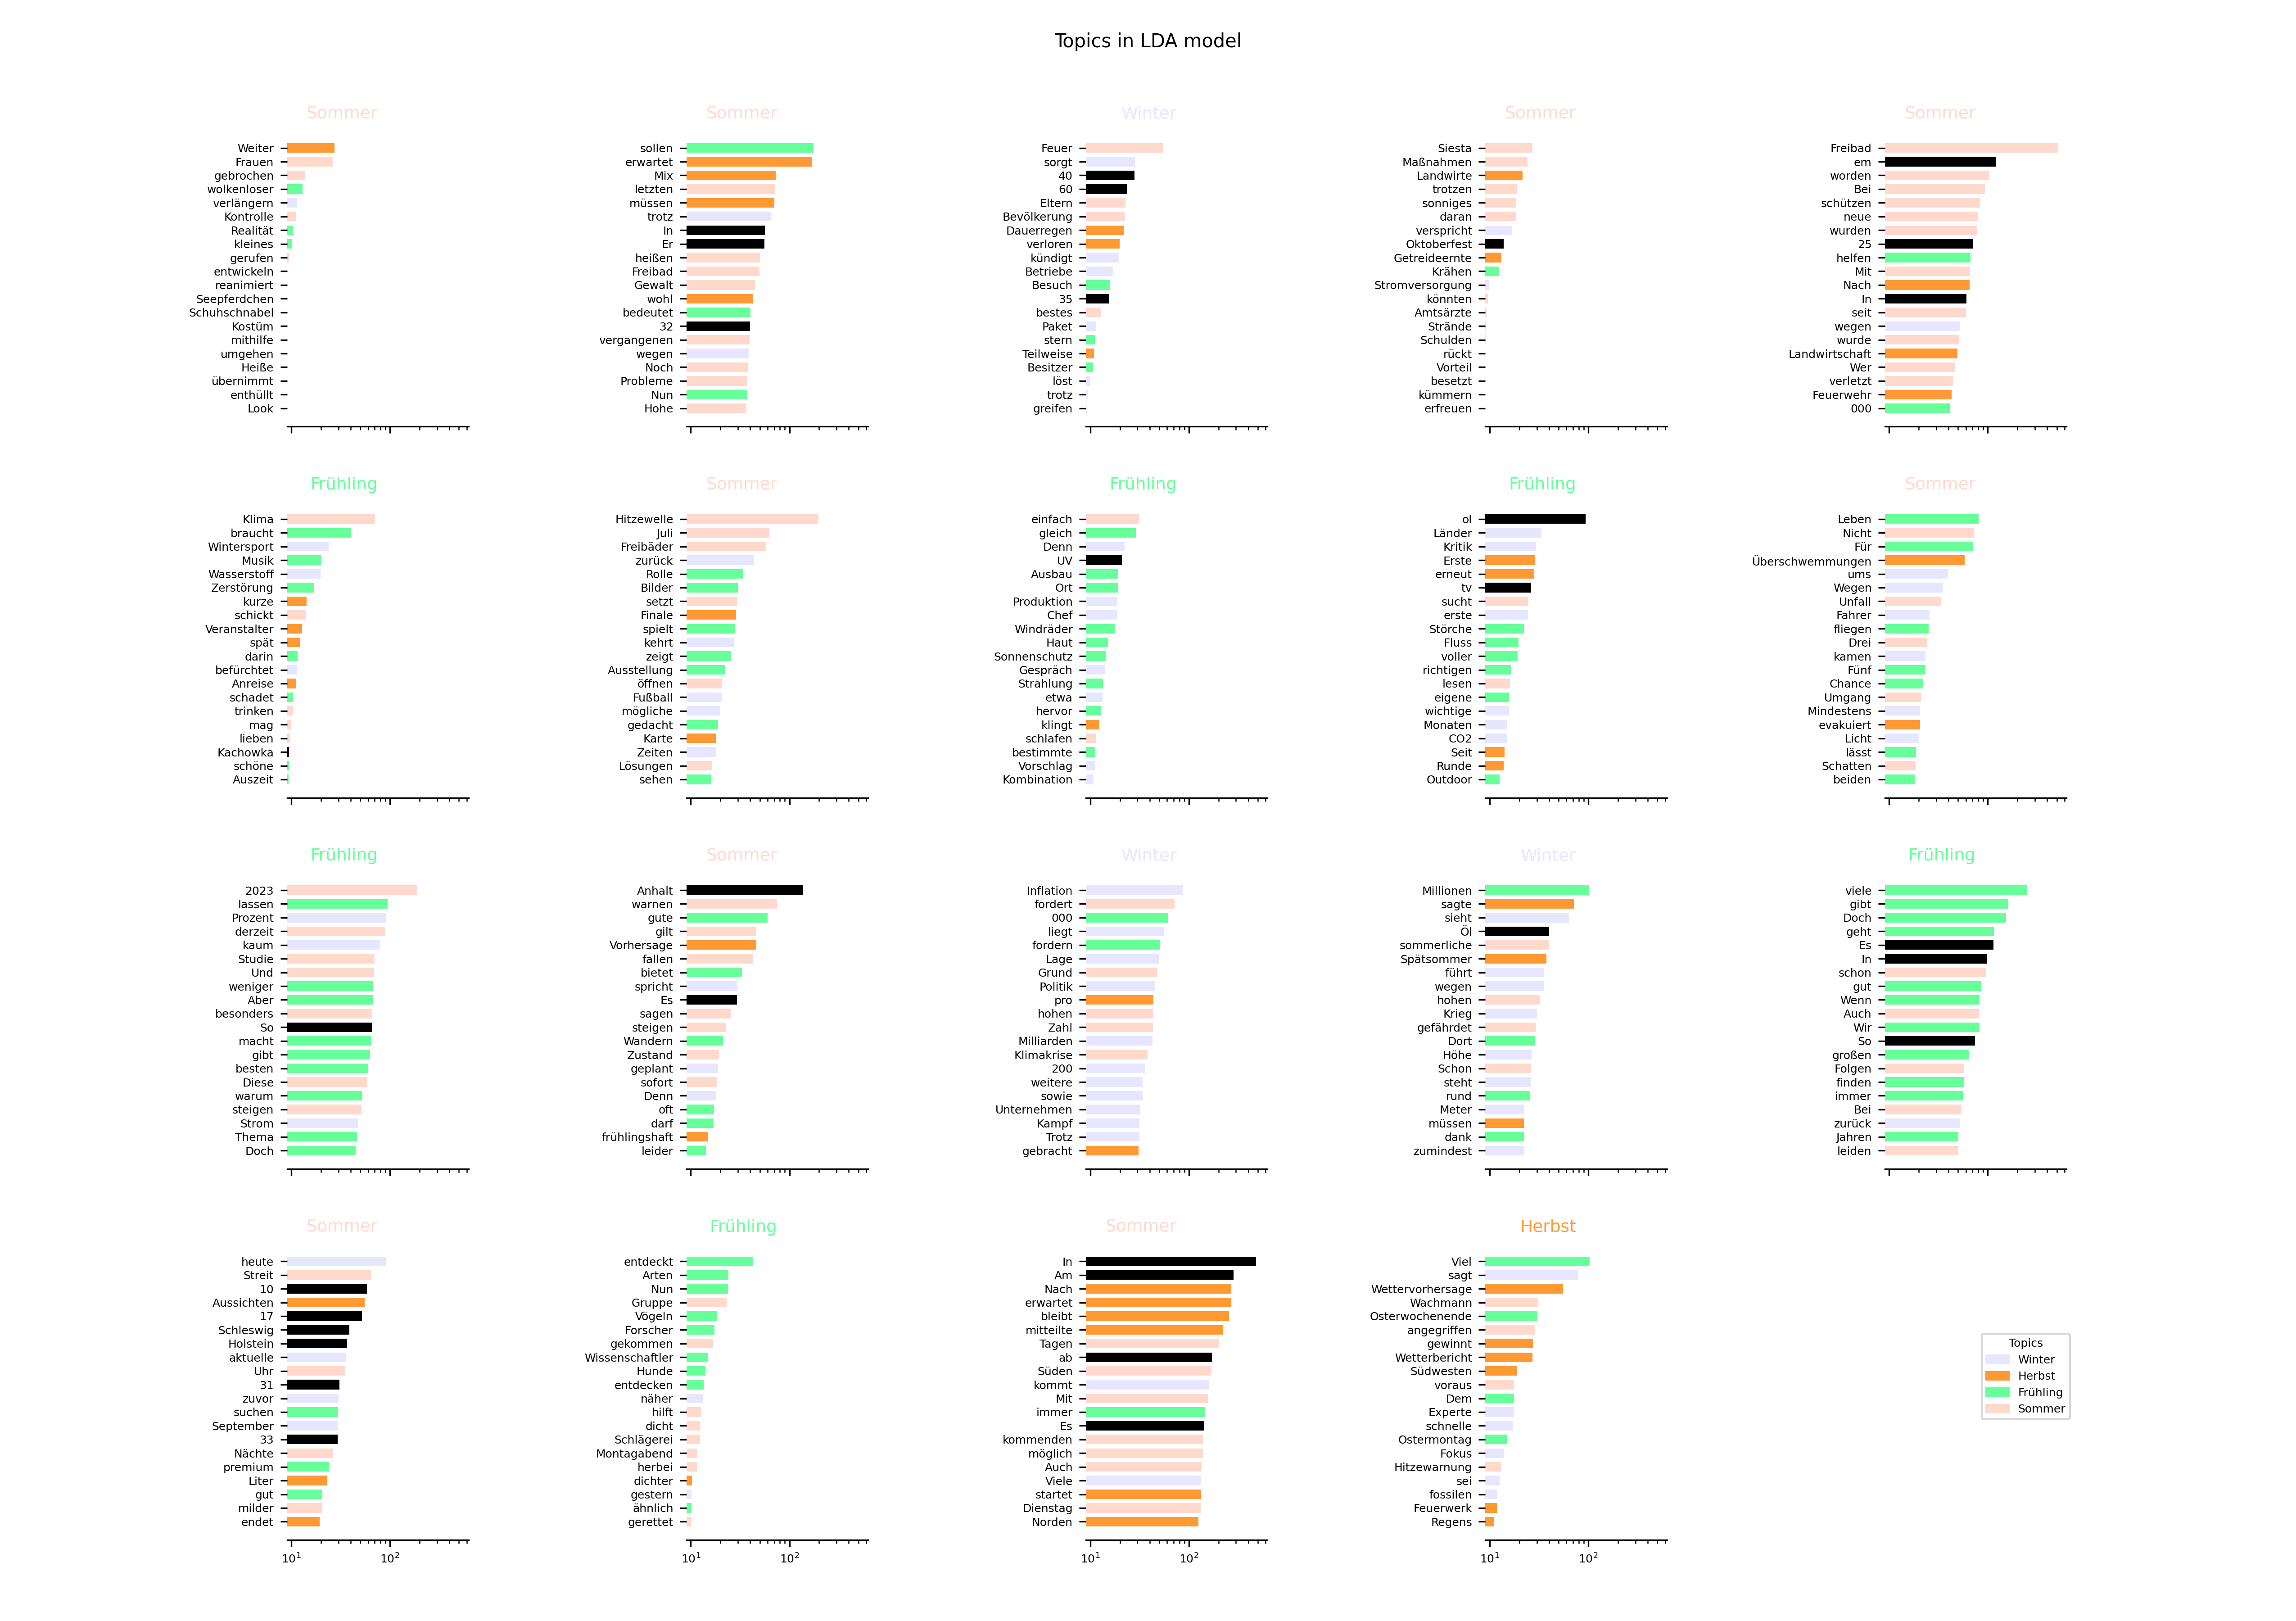 Topics in LDA model
Sommer
Weiter
Frauen
gebrochen
wolkenloser
verlängern
Kontrolle
Realität
kleines
gerufen
entwickeln
reanimiert
Seepferdchen
Schuhschnabel
Kostüm
mithilfe
umgehen
Heiße
übernimmt
enthüllt
Look
Sommer
sollen
erwartet
Mix
letzten
müssen
trotz
In
Er
heißen
Freibad
Gewalt
wohl
bedeutet
32
vergangenen
wegen
Noch
Probleme
Nun
Hohe
Winter
Feuer
sorgt
40
60
Eltern
Bevölkerung
Dauerregen
verloren
kündigt
Betriebe
Besuch
35
bestes
Paket
stern
Teilweise
Besitzer
löst
trotz
greifen
Sommer
Siesta
Maßnahmen
Landwirte
trotzen
sonniges
daran
verspricht
Oktoberfest
Getreideernte
Krähen
Stromversorgung
könnten
Amtsärzte
Strände
Schulden
rückt
Vorteil
besetzt
kümmern
erfreuen
Sommer
Freibad
em
worden
Bei
schützen
neue
wurden
25
helfen
Mit
Nach
In
seit
wegen
wurde
Landwirtschaft
Wer
verletzt
Feuerwehr
000
Frühling
Klima
braucht
Wintersport
Musik
Wasserstoff
Zerstörung
kurze
schickt
Veranstalter
spät
darin
befürchtet
Anreise
schadet
trinken
mag
lieben
Kachowka
schöne
Auszeit
Sommer
Hitzewelle
Juli
Freibäder
zurück
Rolle
Bilder
setzt
Finale
spielt
kehrt
zeigt
Ausstellung
öffnen
Fußball
mögliche
gedacht
Karte
Zeiten
Lösungen
sehen
Frühling
einfach
gleich
Denn
UV
Ausbau
Ort
Produktion
Chef
Windräder
Haut
Sonnenschutz
Gespräch
Strahlung
etwa
hervor
klingt
schlafen
bestimmte
Vorschlag
Kombination
Frühling
ol
Länder
Kritik
Erste
erneut
tv
sucht
erste
Störche
Fluss
voller
richtigen
lesen
eigene
wichtige
Monaten
CO2
Seit
Runde
Outdoor
Sommer
Leben
Nicht
Für
Überschwemmungen
ums
Wegen
Unfall
Fahrer
fliegen
Drei
kamen
Fünf
Chance
Umgang
Mindestens
evakuiert
Licht
lässt
Schatten
beiden
Frühling
2023
lassen
Prozent
derzeit
kaum
Studie
Und
weniger
Aber
besonders
So
macht
gibt
besten
Diese
warum
steigen
Strom
Thema
Doch
Sommer
Anhalt
warnen
gute
gilt
Vorhersage
fallen
bietet
spricht
Es
sagen
steigen
Wandern
Zustand
geplant
sofort
Denn
oft
darf
frühlingshaft
leider
Winter
Inflation
fordert
000
liegt
fordern
Lage
Grund
Politik
pro
hohen
Zahl
Milliarden
Klimakrise
200
weitere
sowie
Unternehmen
Kampf
Trotz
gebracht
Winter
Millionen
sagte
sieht
Öl
sommerliche
Spätsommer
führt
wegen
hohen
Krieg
gefährdet
Dort
Höhe
Schon
steht
rund
Meter
müssen
dank
zumindest
Frühling
viele
gibt
Doch
geht
Es
In
schon
gut
Wenn
Auch
Wir
So
großen
Folgen
finden
immer
Bei
zurück
Jahren
leiden
Sommer
heute
Streit
10
Aussichten
17
Schleswig
Holstein
aktuelle
Uhr
31
zuvor
suchen
September
33
Nächte
premium
Liter
gut
milder
endet
10¹ 10²
Frühling
entdeckt
Arten
Nun
Gruppe
Vögeln
Forscher
gekommen
Wissenschaftler
Hunde
entdecken
näher
hilft
dicht
Schlägerei
Montagabend
herbei
dichter
gestern
ähnlich
gerettet
10¹ 10²
Sommer
In
Am
Nach
erwartet
bleibt
mitteilte
Tagen
ab
Süden
kommt
Mit
immer
Es
kommenden
möglich
Auch
Viele
startet
Dienstag
Norden
10¹ 10²
Herbst
Viel
sagt
Wettervorhersage
Wachmann
Osterwochenende
angegriffen
gewinnt
Wetterbericht
Südwesten
voraus
Dem
Experte
schnelle
Ostermontag
Fokus
Hitzewarnung
sei
fossilen
Feuerwerk
Regens
10¹ 10²
Topics
Winter
Herbst
Frühling
Sommer